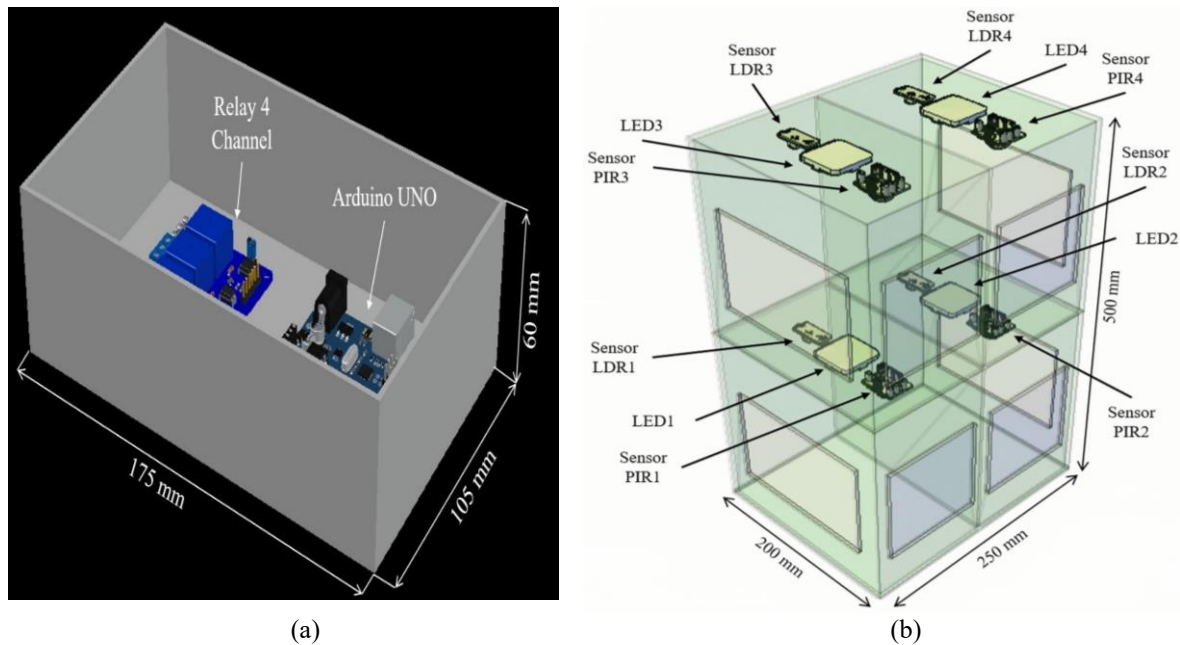 Relay 4
Channel
Arduino UNO
60 mm
175 mm
105 mm
(a)
Sensor
LDR4
LED4
Sensor
PIR4
Sensor
LDR3
LED3
Sensor
PIR3
Sensor
LDR2
LED2
500 mm
Sensor
LDR1
LED1
Sensor
PIR1
Sensor
PIR2
200 mm
250 mm
(b)